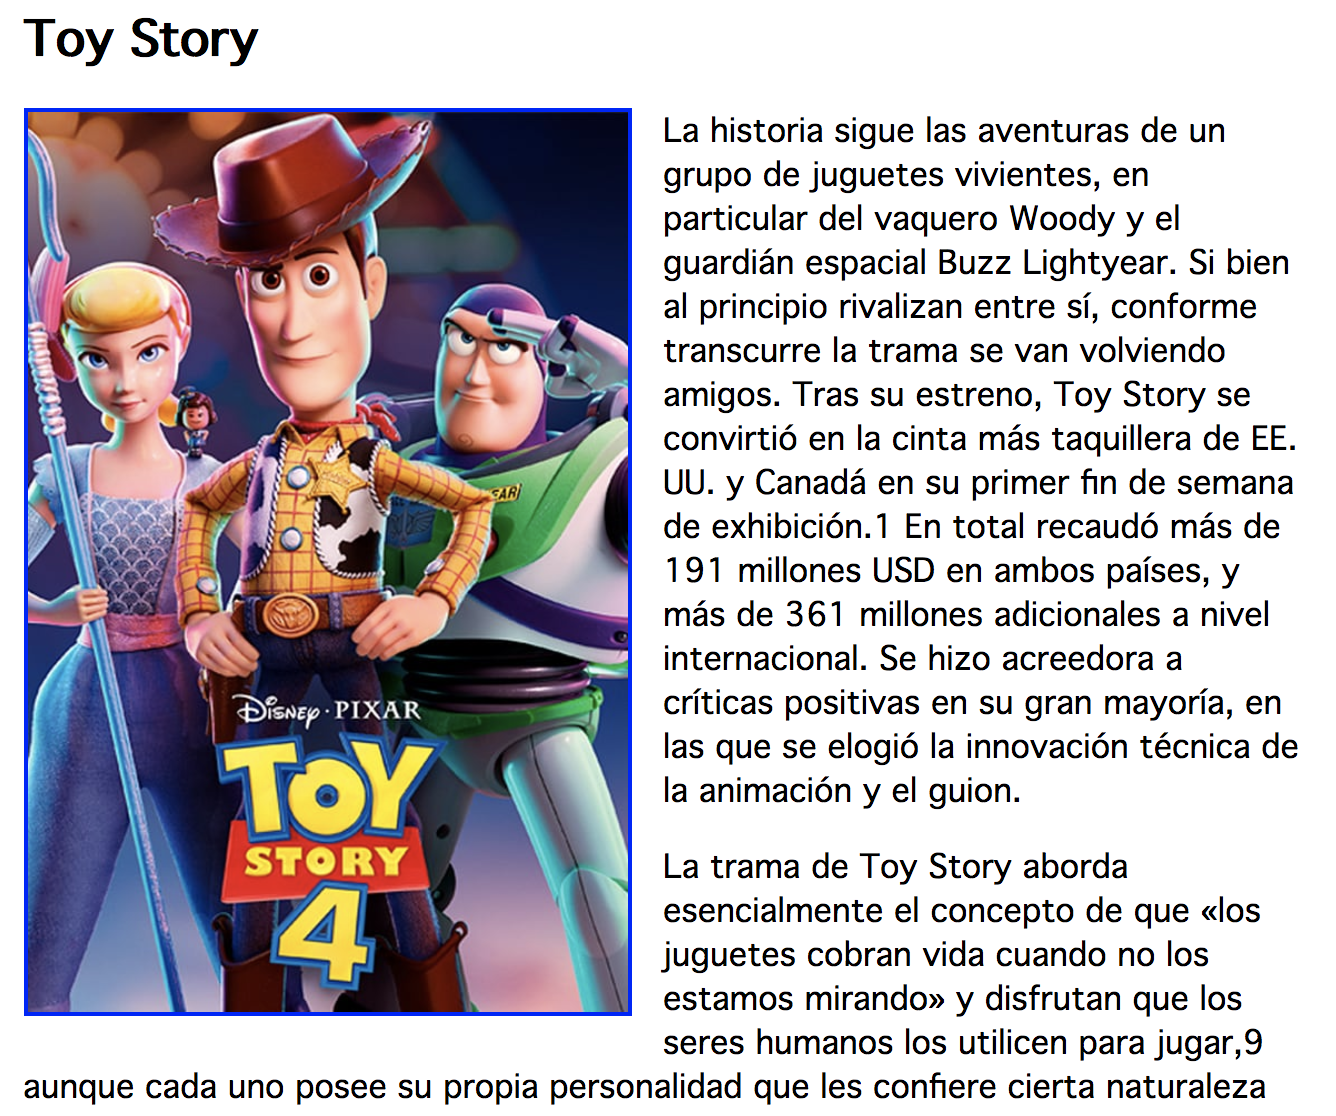 Toy Story
La historia sigue las aventuras de un
grupo de juguetes vivientes, en
particular del vaquero Woody y el
guardián espacial Buzz Lightyear. Si bien
al principio rivalizan entre sí, conforme
transcurre la trama se van volviendo
amigos. Tras su estreno, Toy Story se
convirtió en la cinta más taquillera de EE.
UU. y Canadá en su primer fin de semana
de exhibición.1 En total recaudó más de
191 millones USD en ambos países, y
más de 361 millones adicionales a nivel
internacional. Se hizo acreedora a
críticas positivas en su gran mayoría, en
las que se elogió la innovación técnica de
la animación y el guion.
La trama de Toy Story aborda
esencialmente el concepto de que «los
juguetes cobran vida cuando no los
estamos mirando» y disfrutan que los
seres humanos los utilicen para jugar,9
aunque cada uno posee su propia personalidad que les confiere cierta naturaleza
DISNEY · PIXAR
TOY
STORY
4